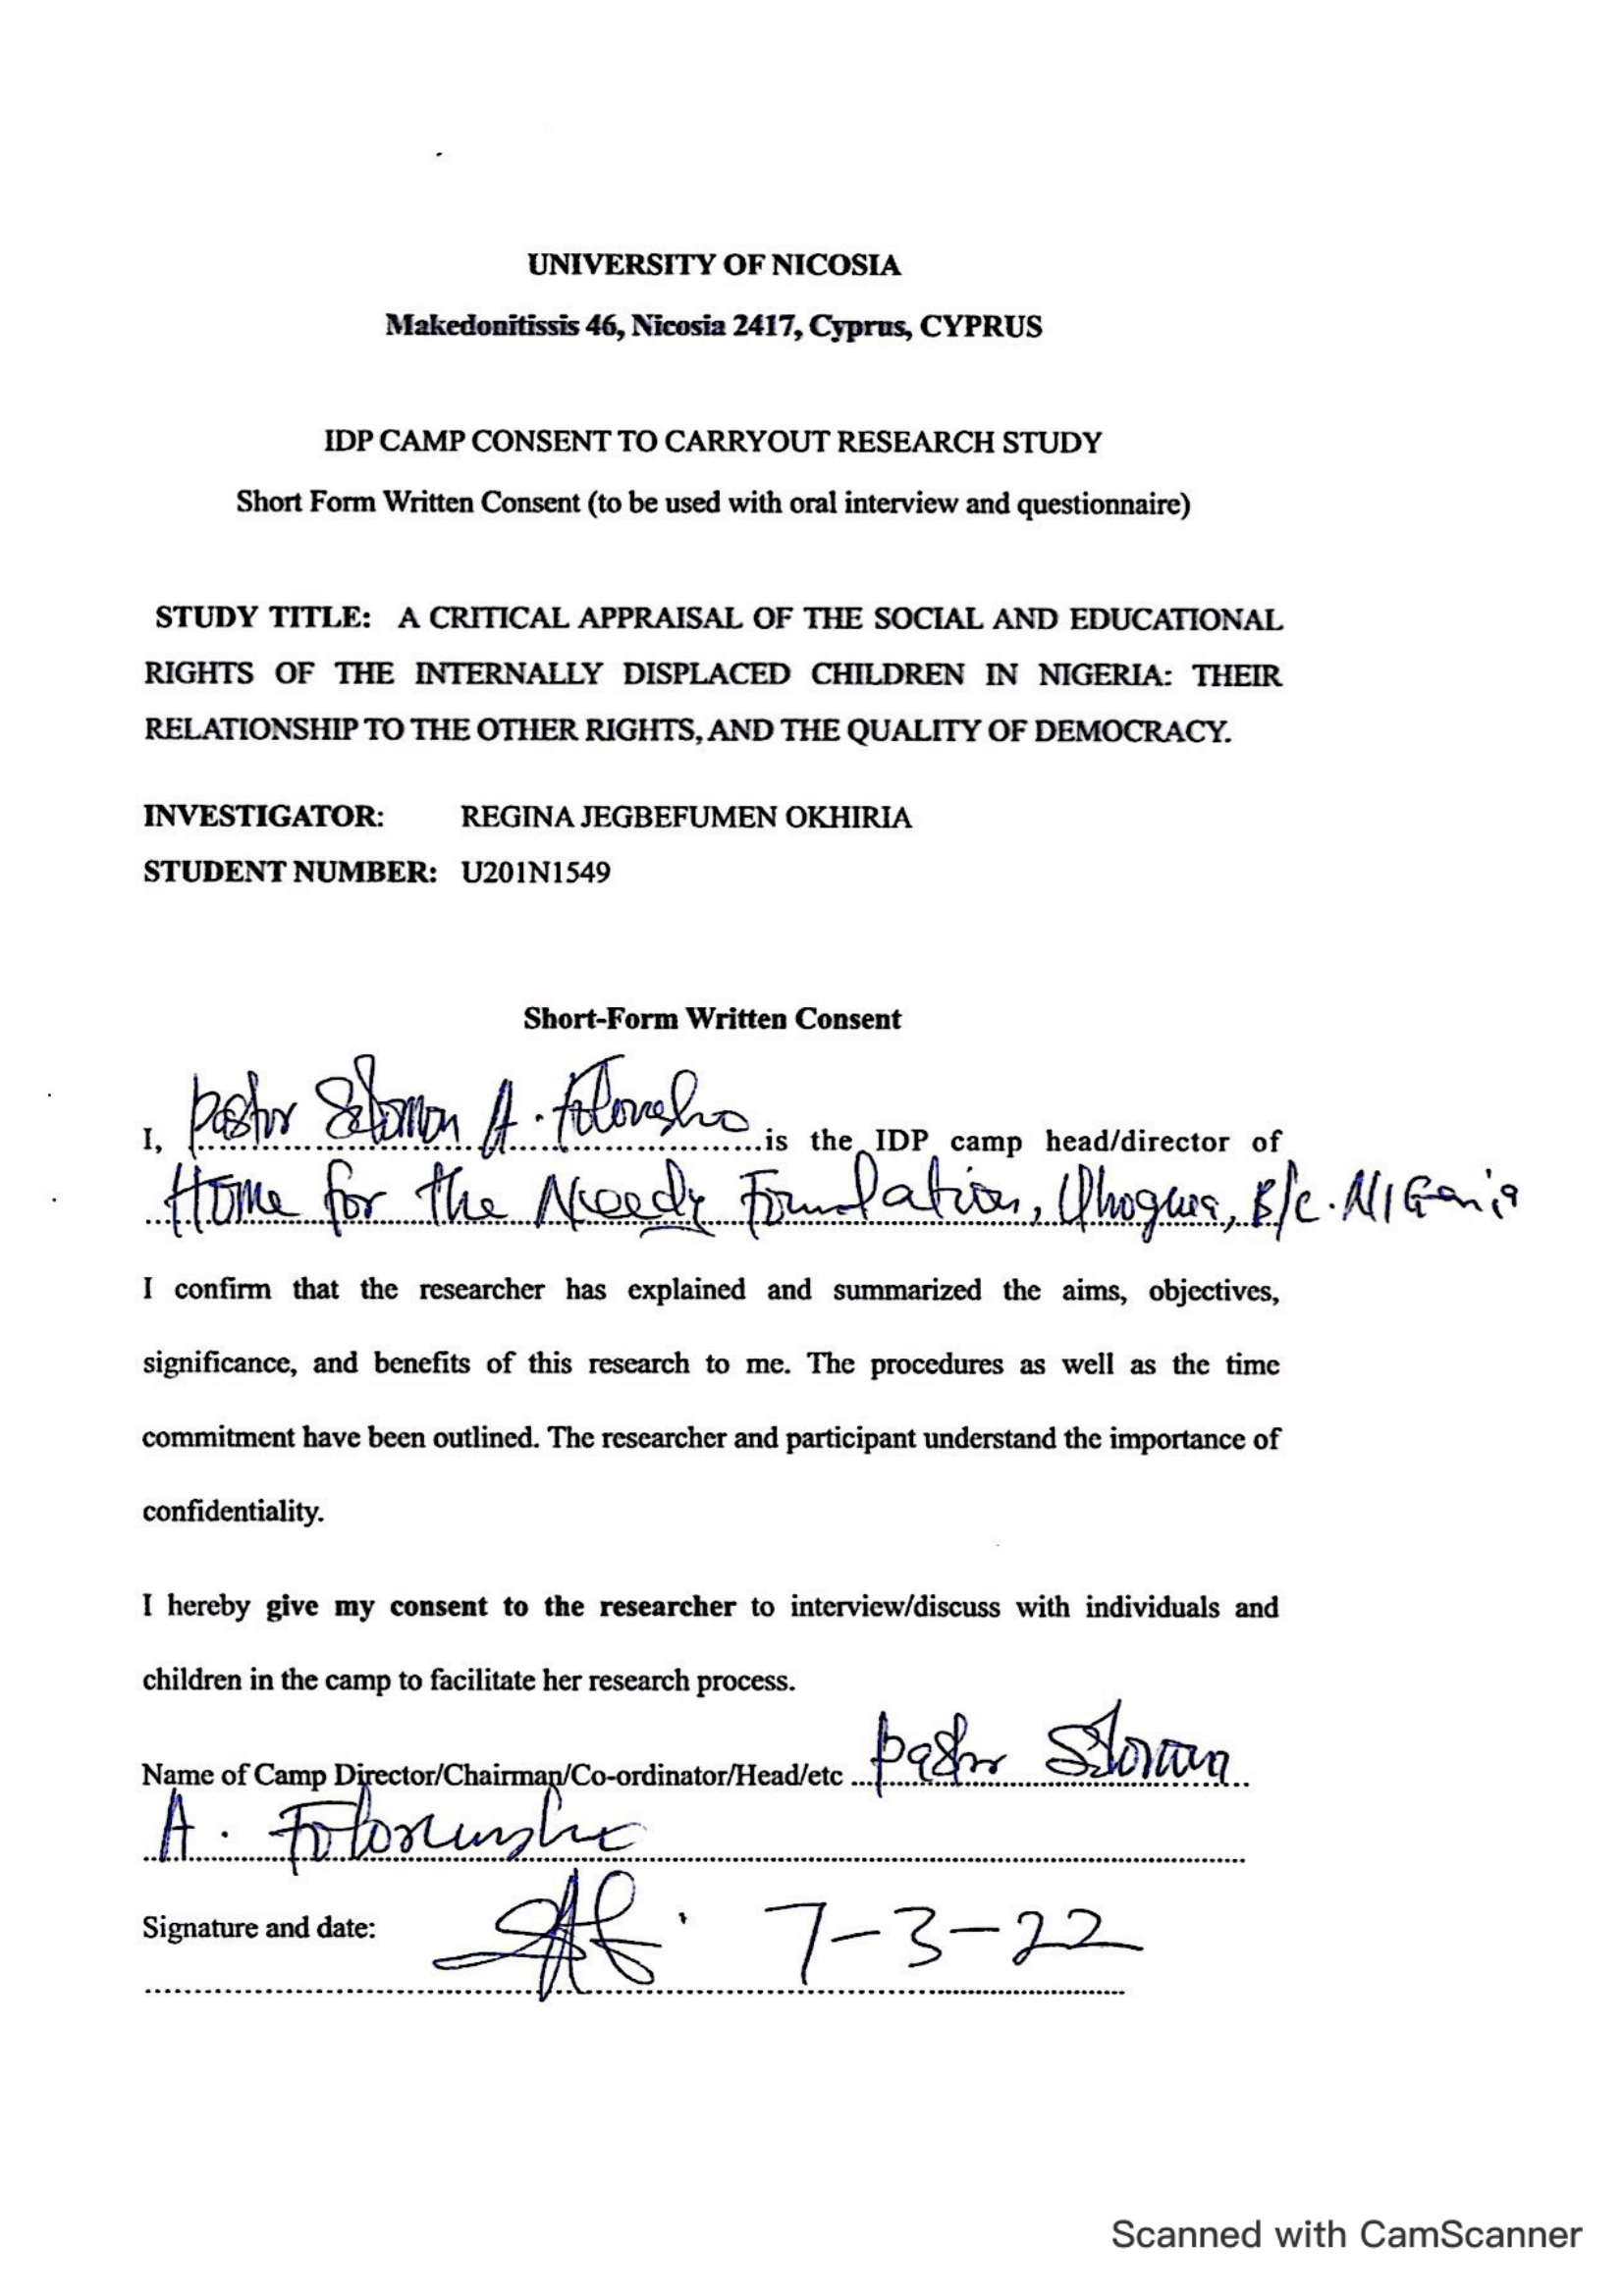 UNIVERSITY OF NICOSIA
Makedonitissis 46, Nicosia 2417, Cyprus, CYPRUS
IDP CAMP CONSENT TO CARRYOUT RESEARCH STUDY
Short Form Written Consent (to be used with oral interview and questionnaire)
STUDY TITLE: A CRITICAL APPRAISAL OF THE SOCIAL AND EDUCATIONAL
RIGHTS OF THE INTERNALLY DISPLACED CHILDREN IN NIGERIA: THEIR
RELATIONSHIP TO THE OTHER RIGHTS, AND THE QUALITY OF DEMOCRACY.
INVESTIGATOR: REGINA JEGBEFUMEN OKHIRIA
STUDENT NUMBER: U201N1549
Short-Form Written Consent
I, Pastor Solomon A. Folorunsho is the IDP camp head/director of
Home for the Needy Foundation, Uhogua, B/C. NIGeria
I confirm that the researcher has explained and summarized the aims, objectives,
significance, and benefits of this research to me. The procedures as well as the time
commitment have been outlined. The researcher and participant understand the importance of
confidentiality.
I hereby give my consent to the researcher to interview/discuss with individuals and
children in the camp to facilitate her research process.
Name of Camp Director/Chairman/Co-ordinator/Head/etc Pastor Solomon
A. Folorunsho
Signature and date: 7-3-22
Scanned with CamScanner